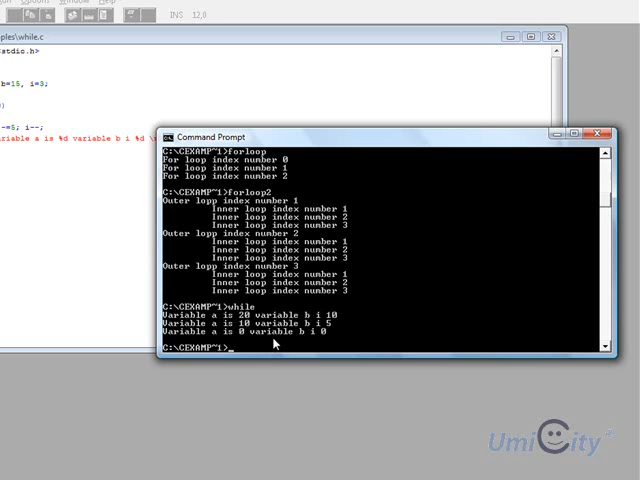 Options Window Help
INS 12,0
ples\while.c
<stdic.h>
b=15, i=3;
)
-=5; i--;
ariable a is %d variable b i %d \
Command Prompt
C:\CEXAMP~1>forloop
For loop index number 0
For loop index number 1
For loop index number 2
C:\CEXAMP~1>forloop2
Outer lopp index number 1
Inner loop index number 1
Inner loop index number 2
Inner loop index number 3
Outer lopp index number 2
Inner loop index number 1
Inner loop index number 2
Inner loop index number 3
Outer lopp index number 3
Inner loop index number 1
Inner loop index number 2
Inner loop index number 3
C:\CEXAMP~1>while
Variable a is 20 variable b i 10
Variable a is 10 variable b i 5
Variable a is 0 variable b i 0
C:\CEXAMP~1>_
UmiCity